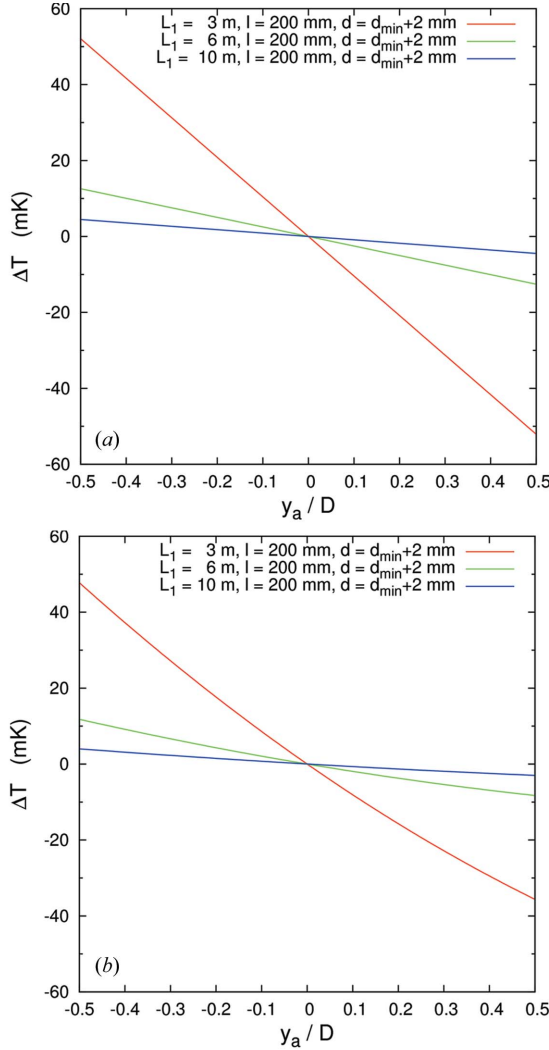 60
40
20
0
-20
-40
-60
ΔT (mK)
L₁ = 3 m, l = 200 mm, d = dₘᵢₙ+2 mm
L₁ = 6 m, l = 200 mm, d = dₘᵢₙ+2 mm
L₁ = 10 m, l = 200 mm, d = dₘᵢₙ+2 mm
(a)
-0.5 -0.4 -0.3 -0.2 -0.1 0 0.1 0.2 0.3 0.4 0.5
yₐ / D
60
40
20
0
-20
-40
-60
ΔT (mK)
L₁ = 3 m, l = 200 mm, d = dₘᵢₙ+2 mm
L₁ = 6 m, l = 200 mm, d = dₘᵢₙ+2 mm
L₁ = 10 m, l = 200 mm, d = dₘᵢₙ+2 mm
(b)
-0.5 -0.4 -0.3 -0.2 -0.1 0 0.1 0.2 0.3 0.4 0.5
yₐ / D